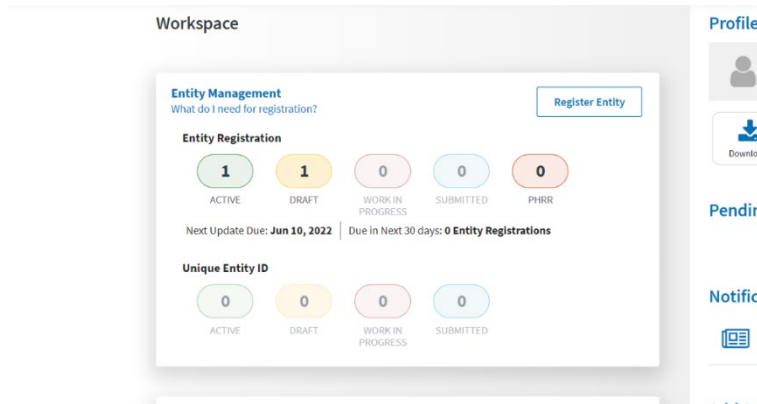 Workspace
Entity Management
What do I need for registration?
Register Entity
Entity Registration
1 1 0 0 0
ACTIVE DRAFT WORK IN PROGRESS SUBMITTED PHRR
Next Update Due: Jun 10, 2022 Due in Next 30 days: 0 Entity Registrations
Unique Entity ID
0 0 0 0
ACTIVE DRAFT WORK IN PROGRESS SUBMITTED
Profile